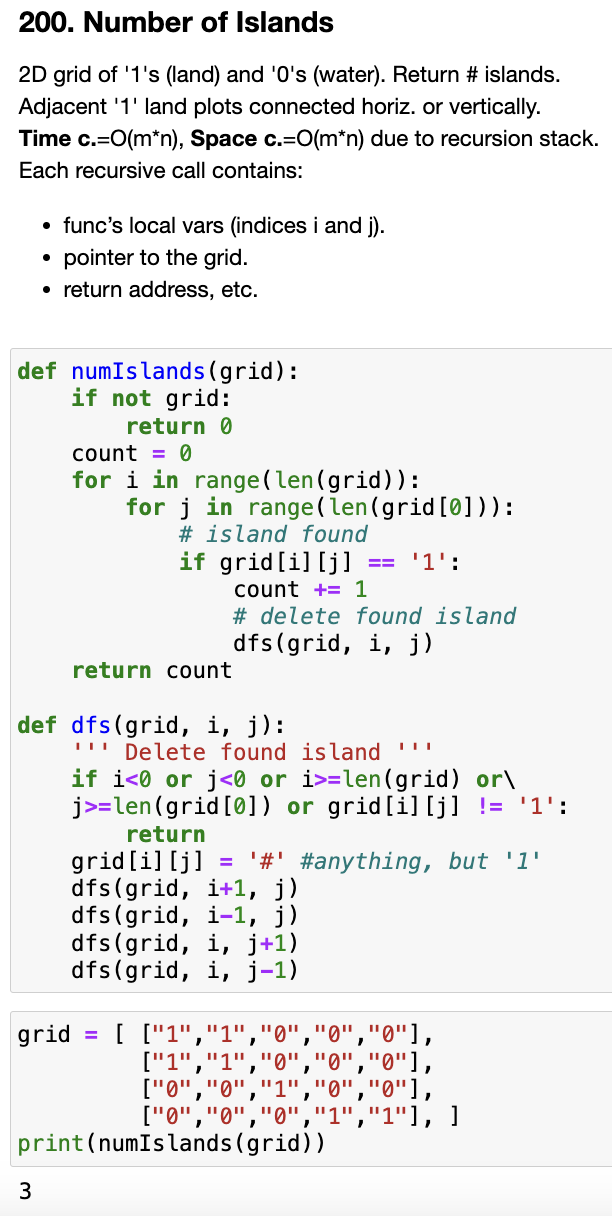 200. Number of Islands
2D grid of '1's (land) and '0's (water). Return # islands.
Adjacent '1' land plots connected horiz. or vertically.
Time c.=O(m*n), Space c.=O(m*n) due to recursion stack.
Each recursive call contains:
• func’s local vars (indices i and j).
• pointer to the grid.
• return address, etc.
def numIslands(grid):
    if not grid:
        return 0
    count = 0
    for i in range(len(grid)):
        for j in range(len(grid[0])):
            # island found
            if grid[i][j] == '1':
                count += 1
                # delete found island
                dfs(grid, i, j)
    return count
def dfs(grid, i, j):
    ''' Delete found island '''
    if i<0 or j<0 or i>=len(grid) or\
    j>=len(grid[0]) or grid[i][j] != '1':
        return
    grid[i][j] = '#' #anything, but '1'
    dfs(grid, i+1, j)
    dfs(grid, i-1, j)
    dfs(grid, i, j+1)
    dfs(grid, i, j-1)
grid = [ ["1","1","0","0","0"],
         ["1","1","0","0","0"],
         ["0","0","1","0","0"],
         ["0","0","0","1","1"], ]
print(numIslands(grid))
3